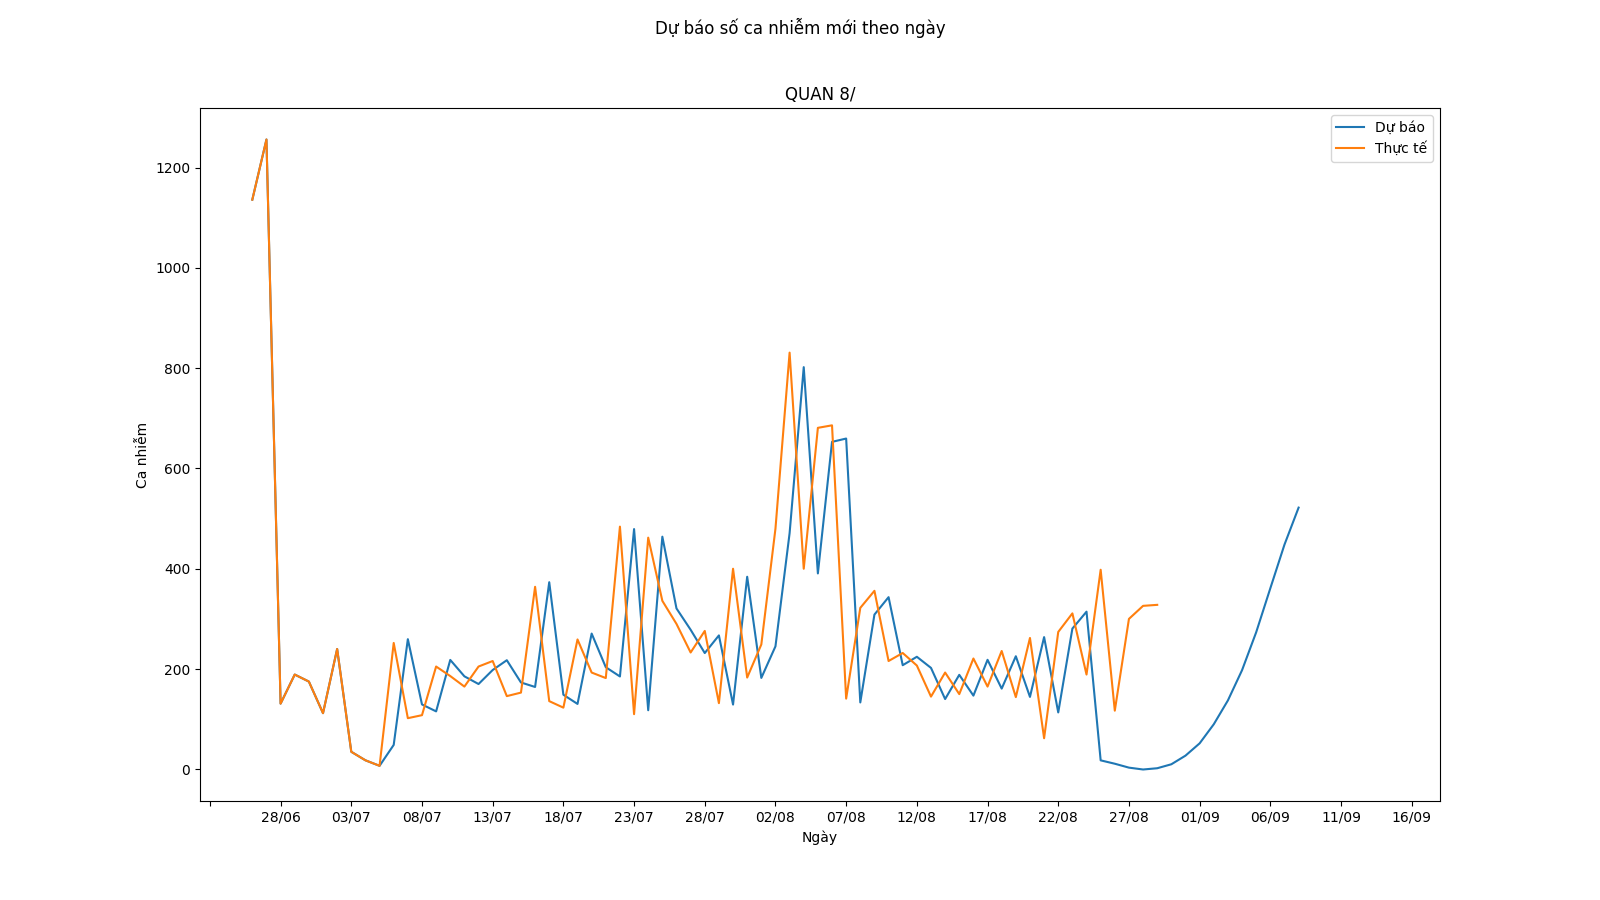 Dự báo số ca nhiễm mới theo ngày
QUAN 8/
Dự báo
Thực tế
1200
1000
800
600
400
200
0
Ca nhiễm
28/06 03/07 08/07 13/07 18/07 23/07 28/07 02/08 07/08 12/08 17/08 22/08 27/08 01/09 06/09 11/09 16/09
Ngày